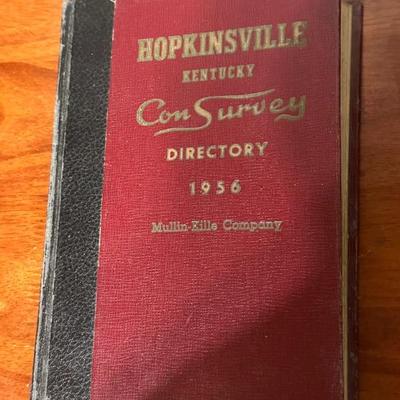 HOPKINSVILLE
KENTUCKY
Con Survey
DIRECTORY
1956
Mullin-Kille Company